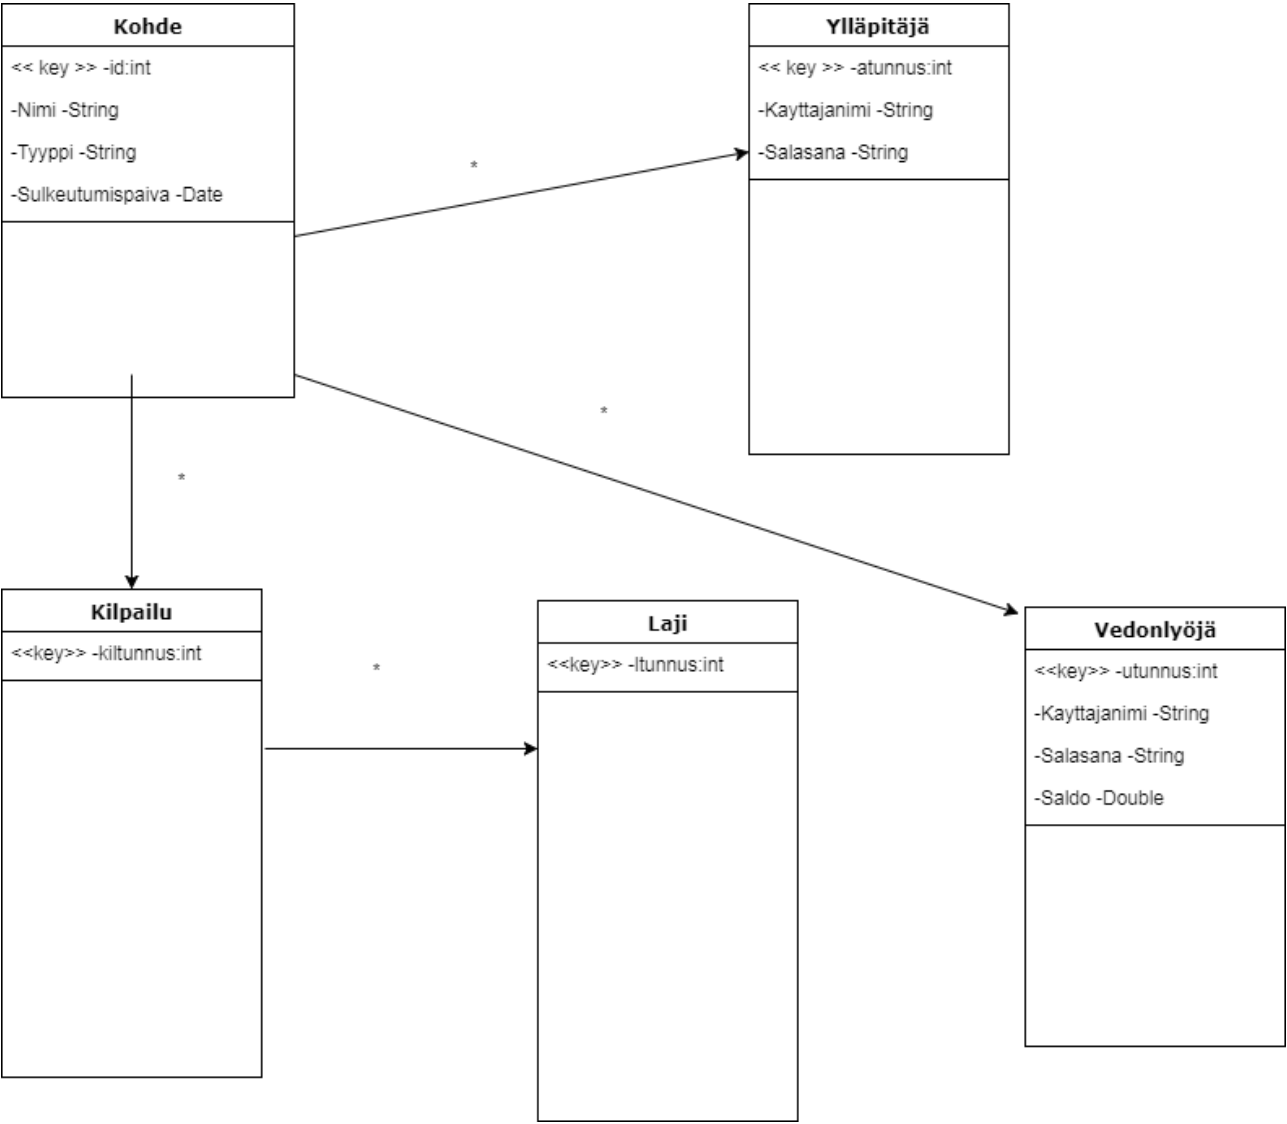 Kohde
<< key >> -id:int
-Nimi -String
-Tyyppi -String
-Sulkeutumispaiva -Date
Ylläpitäjä
<< key >> -atunnus:int
-Kayttajanimi -String
-Salasana -String
*
*
*
Kilpailu
<<key>> -kiltunnus:int
*
Laji
<<key>> -ltunnus:int
Vedonlyöjä
<<key>> -utunnus:int
-Kayttajanimi -String
-Salasana -String
-Saldo -Double